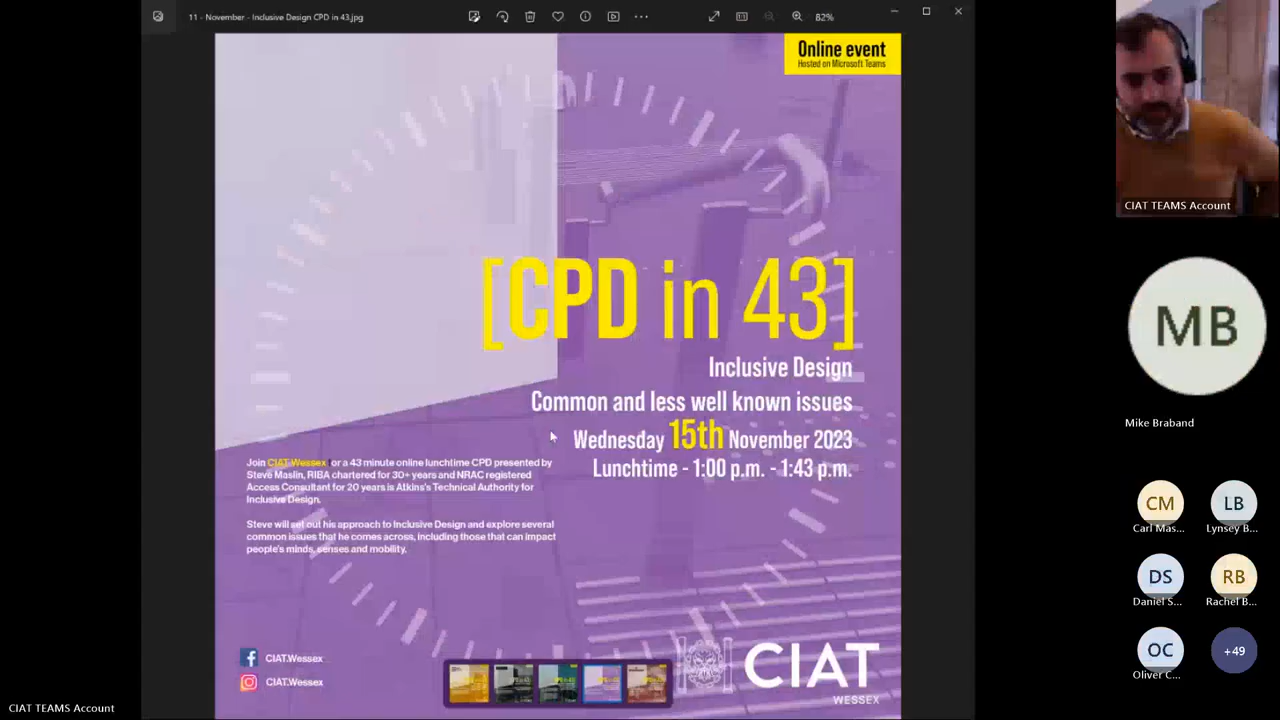 11 - November - Inclusive Design CPD in 43.jpg
82%
Online event
Hosted on Microsoft Teams
[CPD in 43]
Inclusive Design
Common and less well known issues
Wednesday 15th November 2023
Lunchtime - 1:00 p.m. - 1:43 p.m.
Join CIAT Wessex for a 43 minute online lunchtime CPD presented by
Steve Maslin, RIBA chartered for 30+ years and NRAC registered
Access Consultant for 20 years is Atkins's Technical Authority for
Inclusive Design.
Steve will set out his approach to Inclusive Design and explore several
common issues that he comes across, including those that can impact
people's minds, senses and mobility.
CIAT.Wessex
CIAT.Wessex
CIAT
WESSEX
CIAT TEAMS Account
CIAT TEAMS Account
MB
Mike Braband
CM
Carl Mas...
LB
Lynsey B...
DS
Daniel S...
RB
Rachel B...
OC
Oliver C...
+49